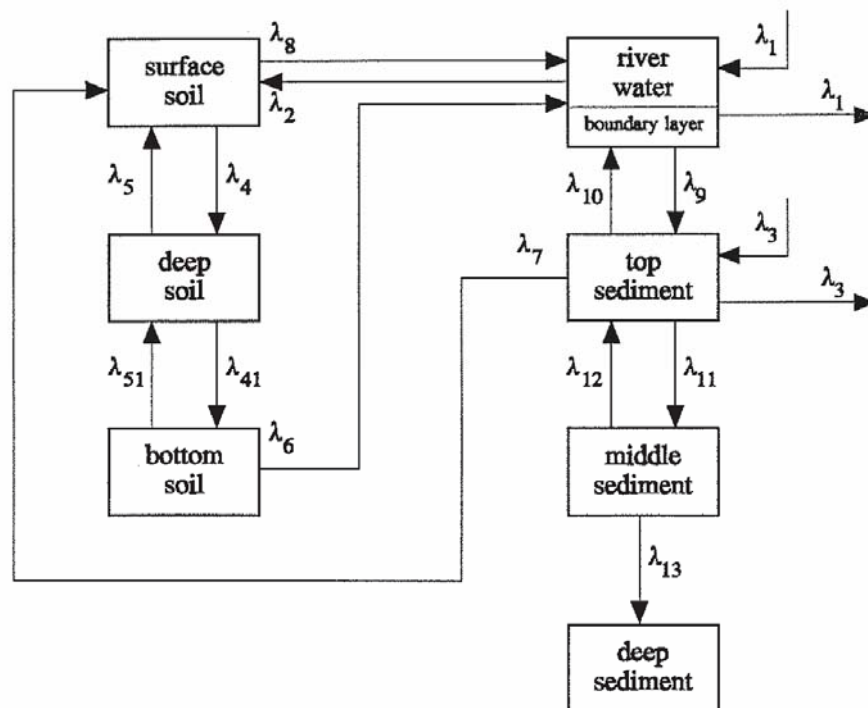 λ8
λ1
surface
soil
river
water
λ2
λ1
boundary layer
λ5
λ4
λ10
λ9
λ3
deep
soil
λ7
top
sediment
λ3
λ51
λ41
λ12
λ11
bottom
soil
λ6
middle
sediment
λ13
deep
sediment